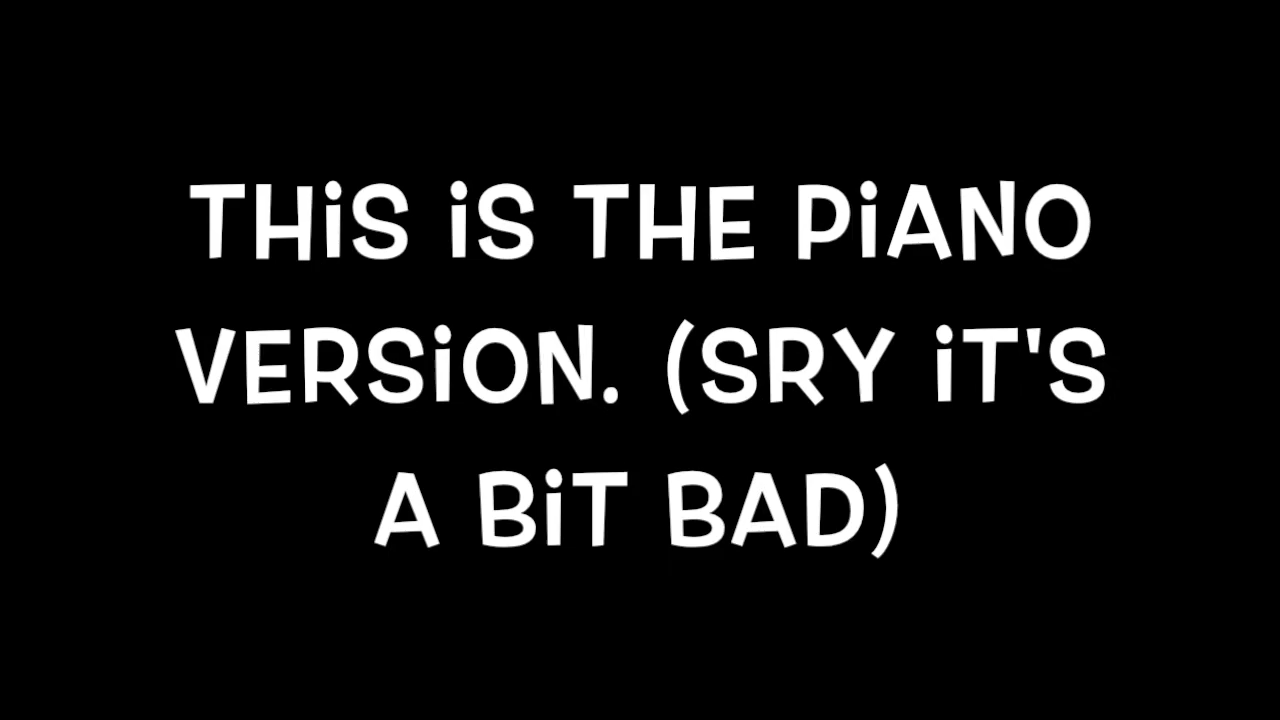 THiS iS THE PiANO
VERSiON. (SRY iT'S
A BiT BAD)